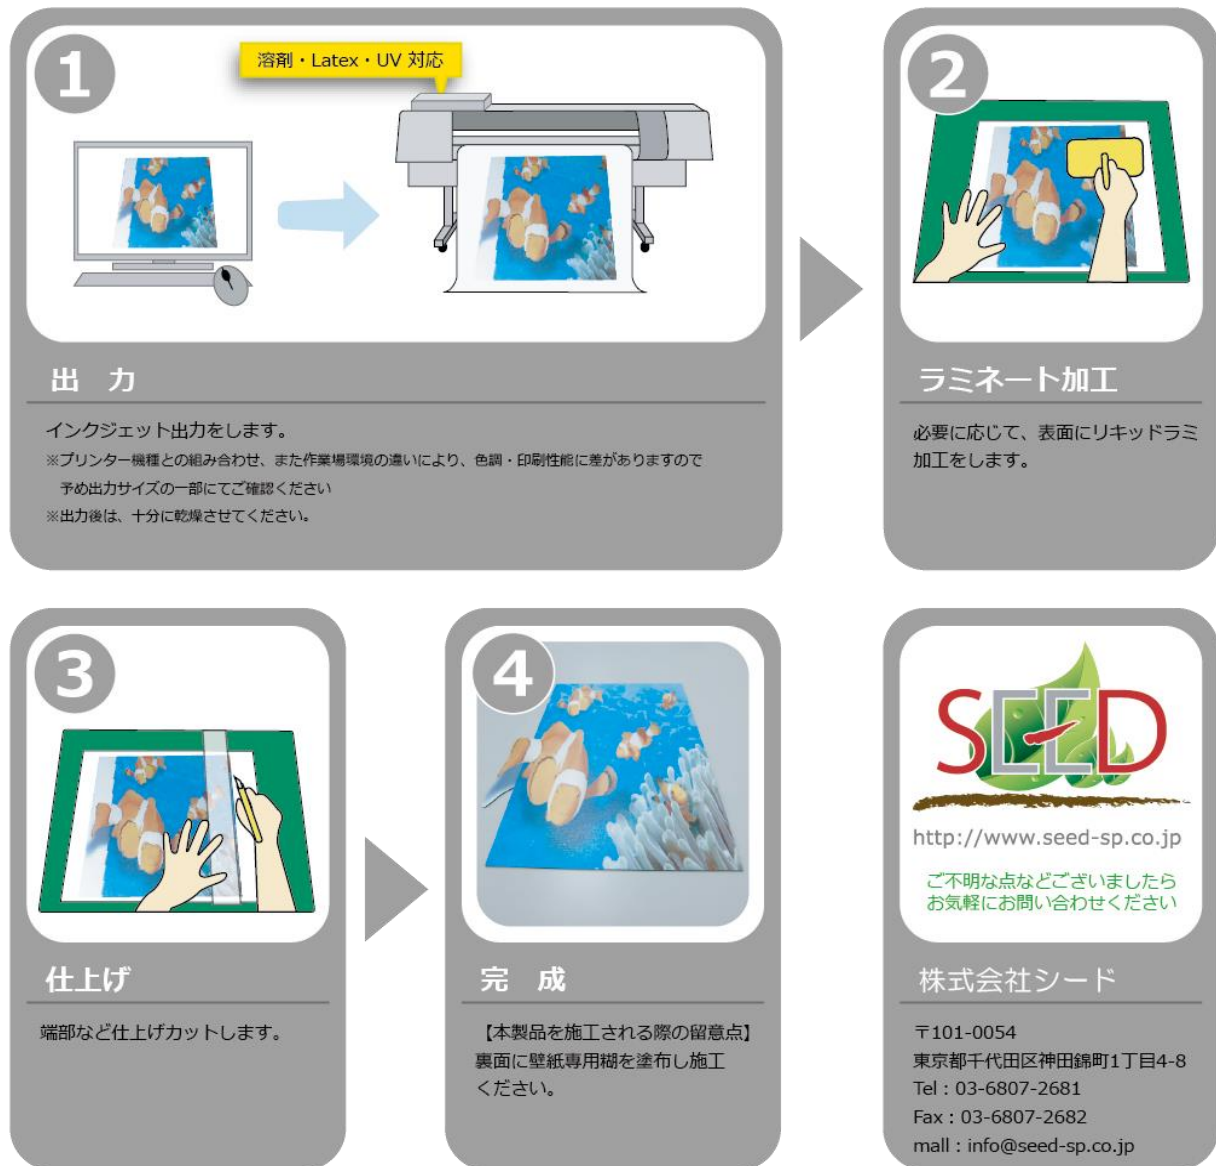 1
溶剤・Latex・UV 対応
出 力
インクジェット出力をします。
※プリンター機種との組み合わせ、また作業場環境の違いにより、色調・印刷性能に差がありますので
予め出力サイズの一部にてご確認ください
※出力後は、十分に乾燥させてください。
2
ラミネート加工
必要に応じて、表面にリキッドラミ
加工をします。
3
仕上げ
端部など仕上げカットします。
4
完 成
【本製品を施工される際の留意点】
裏面に壁紙専用糊を塗布し施工
ください。
SEED
http://www.seed-sp.co.jp
ご不明な点などございましたら
お気軽にお問い合わせください
株式会社シード
〒101-0054
東京都千代田区神田錦町1丁目4-8
Tel : 03-6807-2681
Fax : 03-6807-2682
mall : info@seed-sp.co.jp